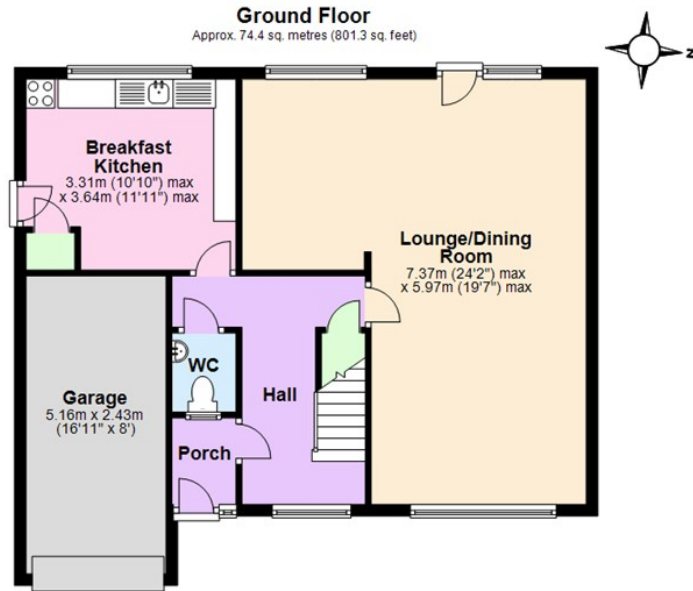 Ground Floor
Approx. 74.4 sq. metres (801.3 sq. feet)
Z
Breakfast
Kitchen
3.31m (10'10") max
x 3.64m (11'11") max
Lounge/Dining
Room
7.37m (24'2") max
x 5.97m (19'7") max
WC
Hall
Garage
5.16m x 2.43m
(16'11" x 8')
Porch